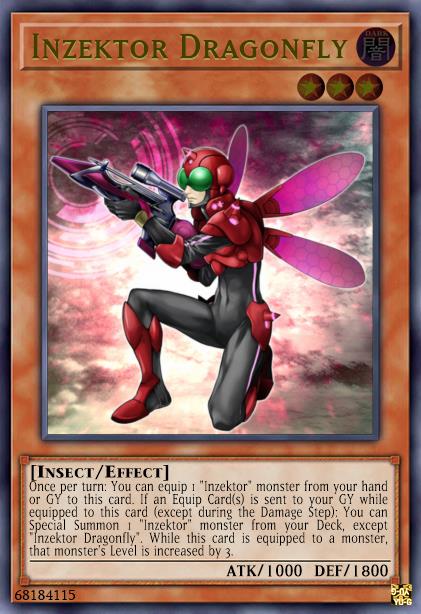 Inzektor Dragonfly
DARK
闇
[Insect/Effect]
Once per turn: You can equip 1 "Inzektor" monster from your hand
or GY to this card. If an Equip Card(s) is sent to your GY while
equipped to this card (except during the Damage Step): You can
Special Summon 1 "Inzektor" monster from your Deck, except
"Inzektor Dragonfly". While this card is equipped to a monster,
that monster's Level is increased by 3.
ATK/1000 DEF/1800
68184115